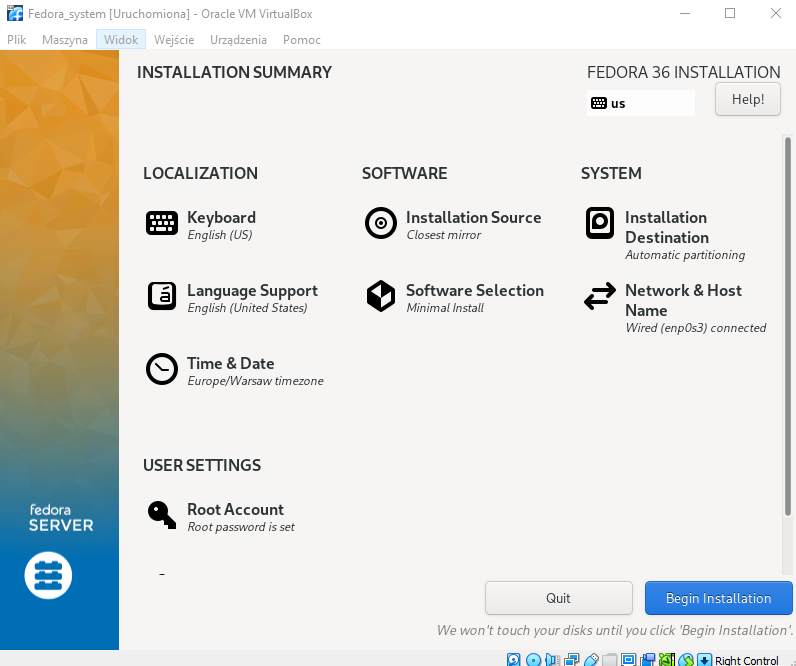 Fedora_system [Uruchomiona] - Oracle VM VirtualBox
Plik Maszyna Widok Wejście Urządzenia Pomoc
INSTALLATION SUMMARY
FEDORA 36 INSTALLATION
us
Help!
LOCALIZATION
Keyboard
English (US)
Language Support
English (United States)
Time & Date
Europe/Warsaw timezone
SOFTWARE
Installation Source
Closest mirror
Software Selection
Minimal Install
SYSTEM
Installation
Destination
Automatic partitioning
Network & Host
Name
Wired (enp0s3) connected
USER SETTINGS
Root Account
Root password is set
fedora
SERVER
Quit
Begin Installation
We won't touch your disks until you click 'Begin Installation'.
Right Control